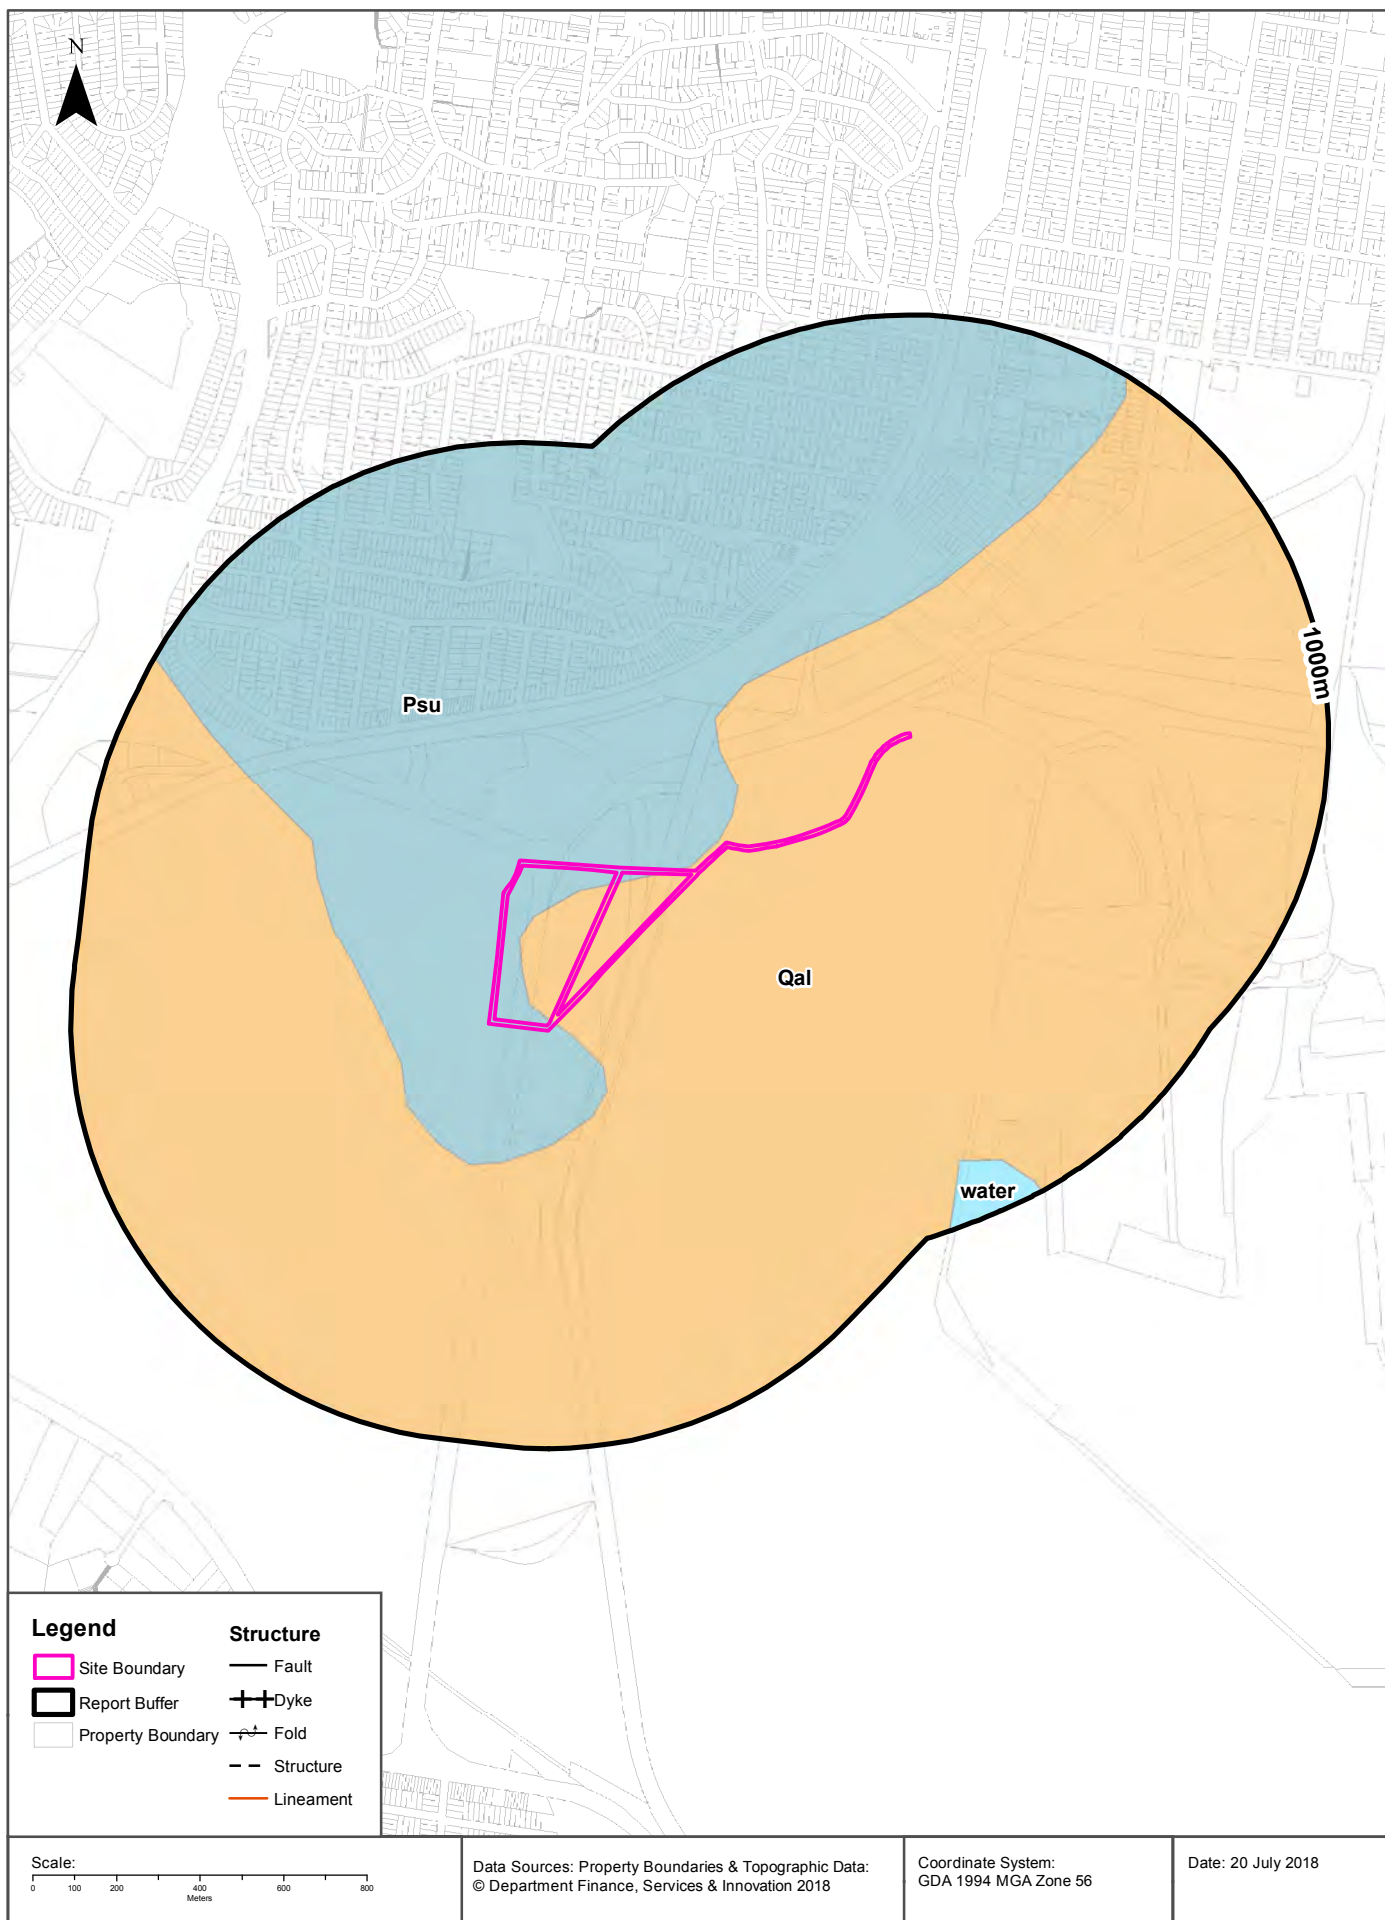 N
1000m
Psu
Qal
water
Legend
Site Boundary
Report Buffer
Property Boundary
Structure
Fault
Dyke
Fold
Structure
Lineament
Scale:
0 100 200 400 600 800
Meters
Data Sources: Property Boundaries & Topographic Data:
© Department Finance, Services & Innovation 2018
Coordinate System:
GDA 1994 MGA Zone 56
Date: 20 July 2018